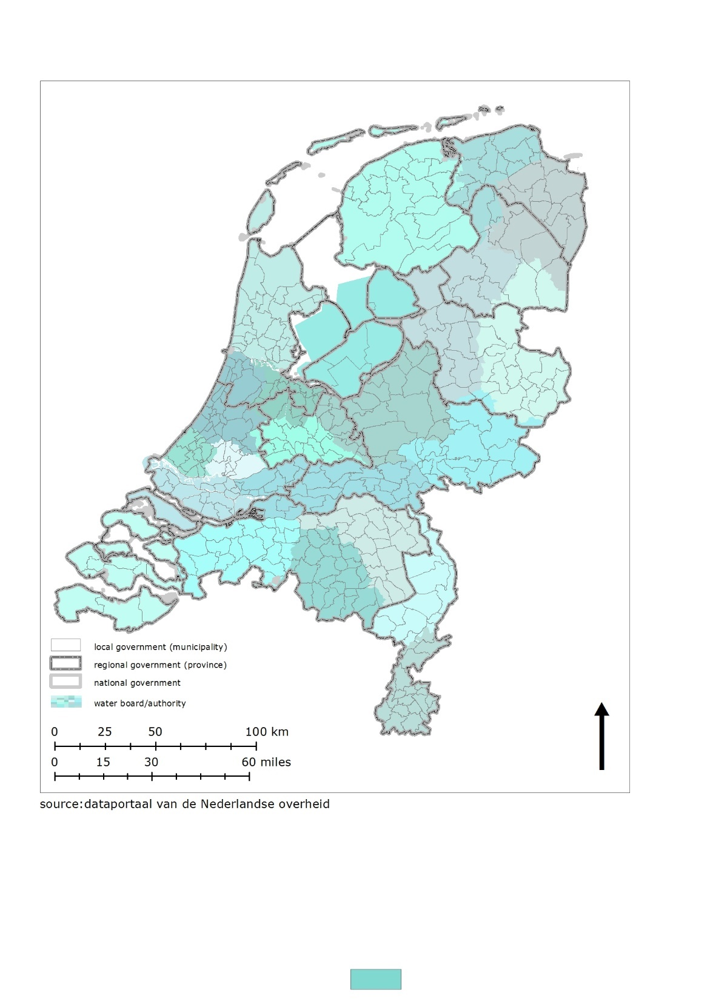 local government (municipality)
regional government (province)
national government
water board/authority
0 25 50 100 km
0 15 30 60 miles
source:dataportaal van de Nederlandse overheid